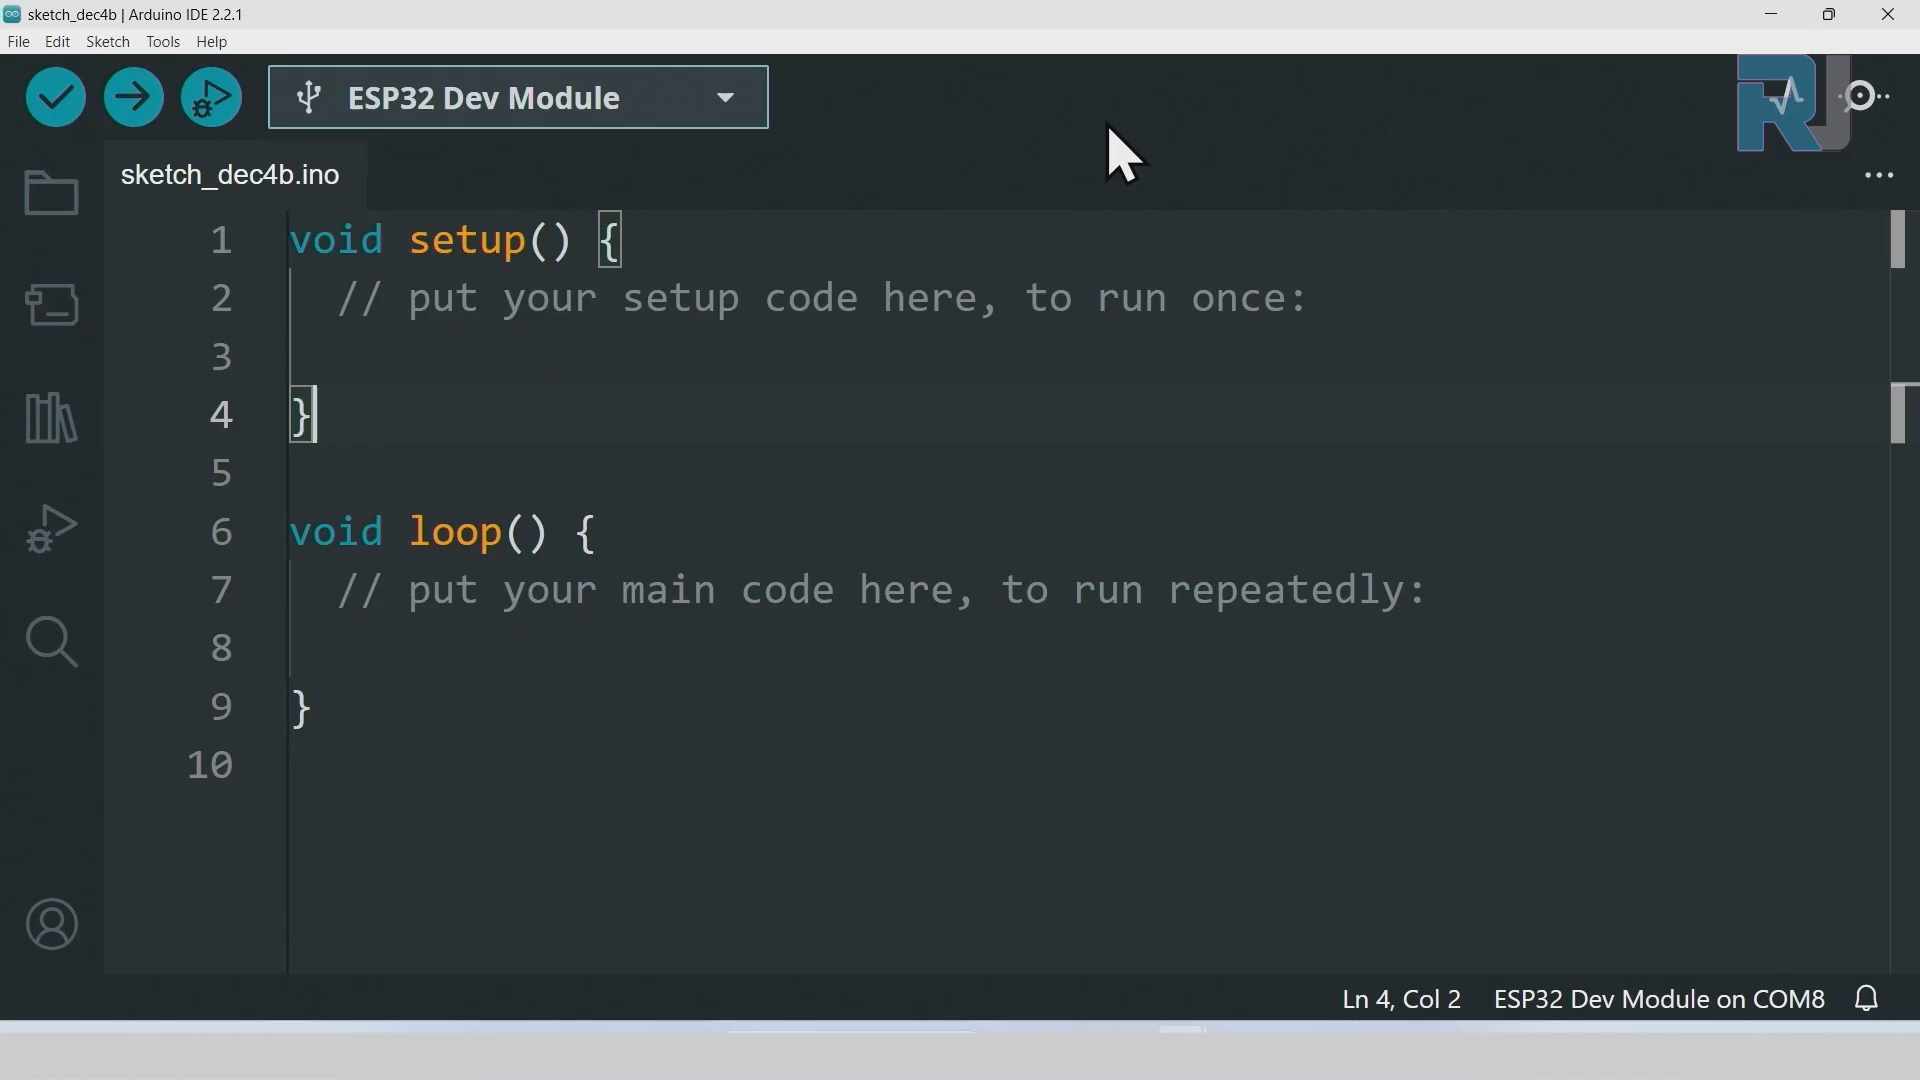 sketch_dec4b | Arduino IDE 2.2.1
File Edit Sketch Tools Help
ESP32 Dev Module
RJ
sketch_dec4b.ino
1 void setup() {
2 // put your setup code here, to run once:
3
4 }
5
6 void loop() {
7 // put your main code here, to run repeatedly:
8
9 }
10
Ln 4, Col 2 ESP32 Dev Module on COM8